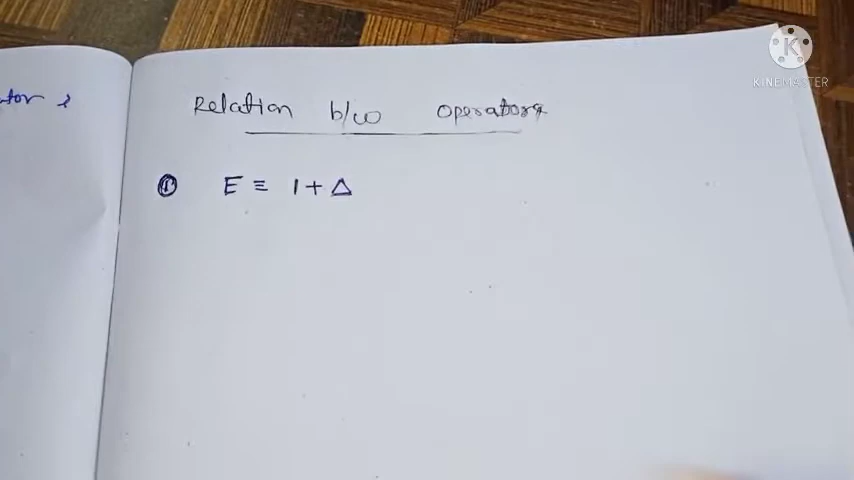 Relation b/w operators
① E ≡ 1 + Δ
K
KINEMASTER